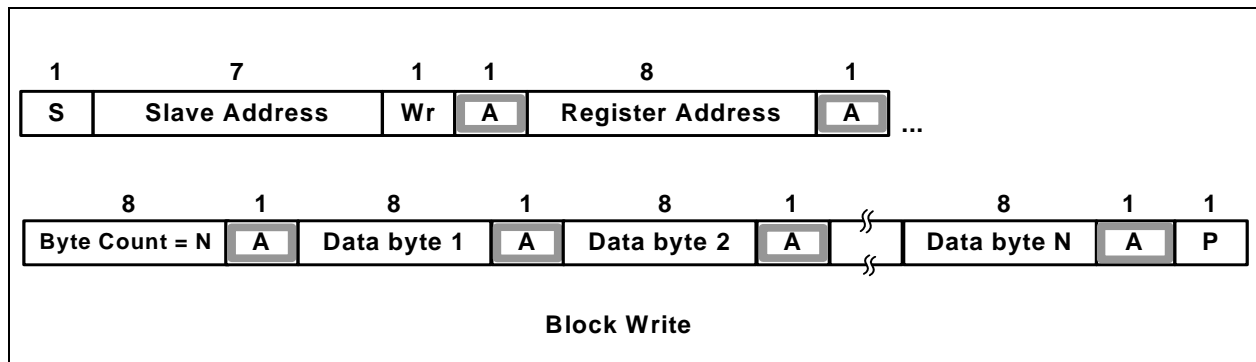 1 7 1 1 8 1
S Slave Address Wr A Register Address A ...
8 1 8 1 8 1 8 1 1
Byte Count = N A Data byte 1 A Data byte 2 A Data byte N A P
Block Write